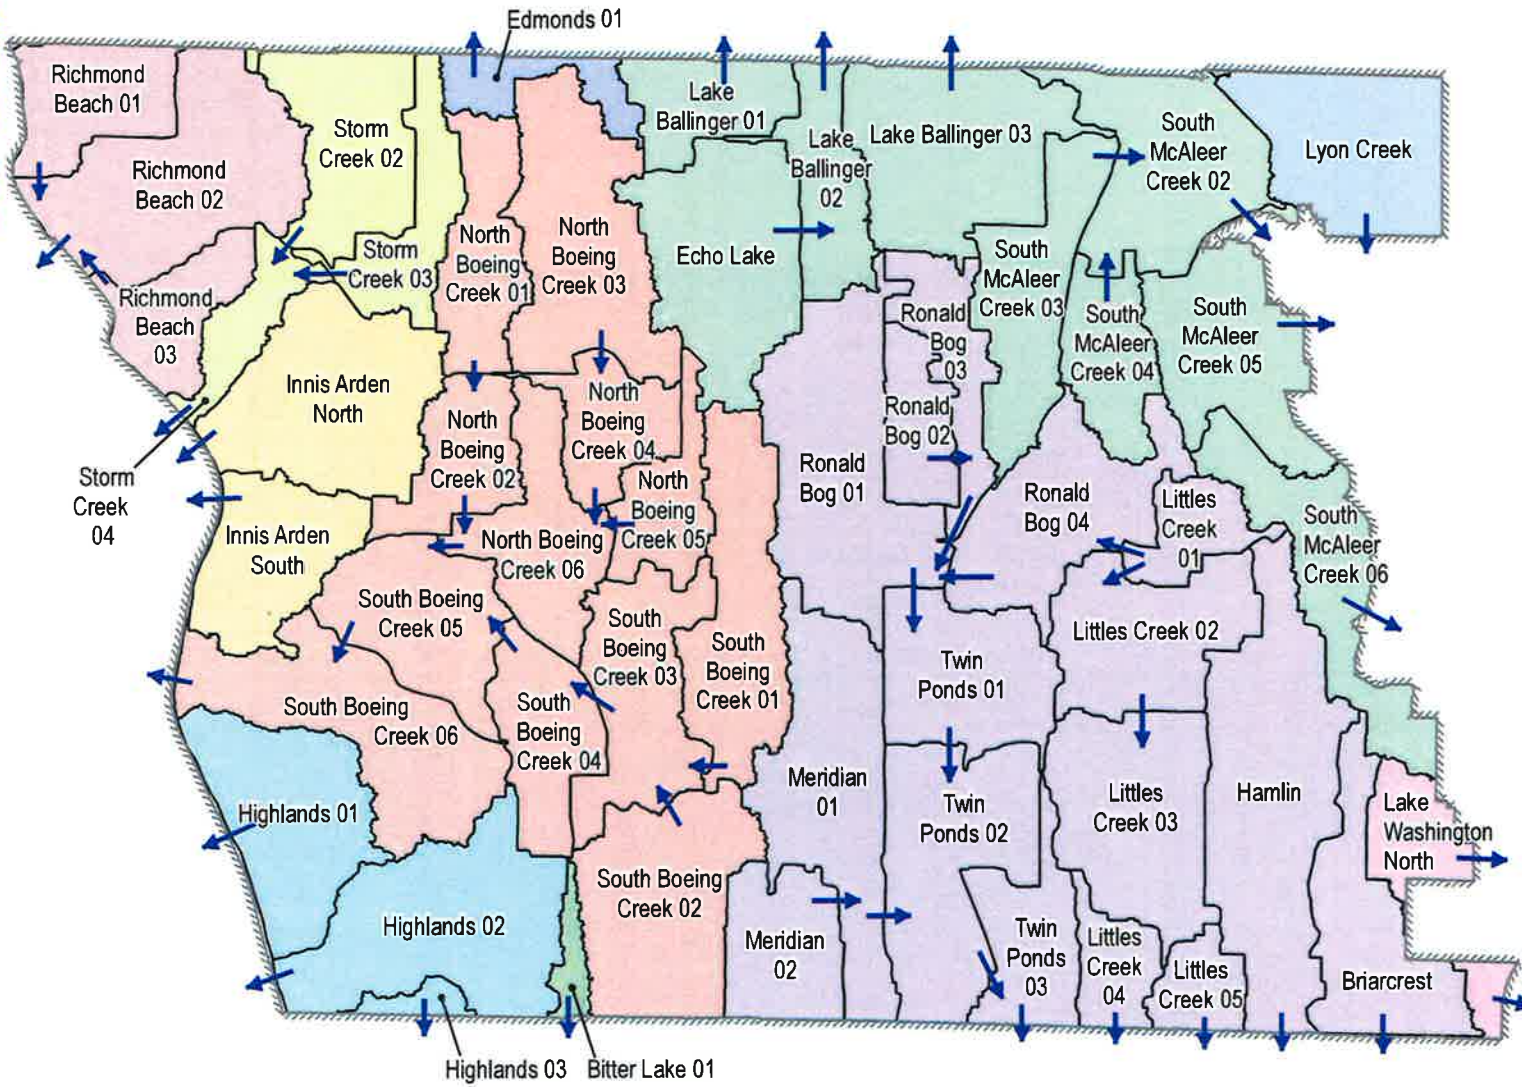 Edmonds 01
Richmond
Beach 01
Storm
Creek 02
Lake
Ballinger 01
Lake
Ballinger
02
Lake Ballinger 03
South
McAleer
Creek 02
Lyon Creek
Richmond
Beach 02
Storm
Creek 03
North
Boeing
Creek 01
North
Boeing
Creek 03
Echo Lake
South
McAleer
Creek 03
Richmond
Beach
03
Ronald
Bog
03
South
McAleer
Creek 04
South
McAleer
Creek 05
Innis Arden
North
North
Boeing
Creek 02
North
Boeing
Creek 04
Ronald
Bog 02
Storm
Creek
04
Ronald
Bog 01
North
Boeing
Creek 05
Ronald
Bog 04
Littles
Creek
01
South
McAleer
Creek 06
Innis Arden
South
North Boeing
Creek 06
South Boeing
Creek 05
South
Boeing
Creek 03
South
Boeing
Creek 01
Twin
Ponds 01
Littles Creek 02
South Boeing
Creek 06
South
Boeing
Creek 04
Meridian
01
Twin
Ponds 02
Littles
Creek 03
Hamlin
Lake
Washington
North
Highlands 01
South Boeing
Creek 02
Highlands 02
Meridian
02
Twin
Ponds
03
Littles
Creek
04
Littles
Creek 05
Briarcrest
Highlands 03
Bitter Lake 01